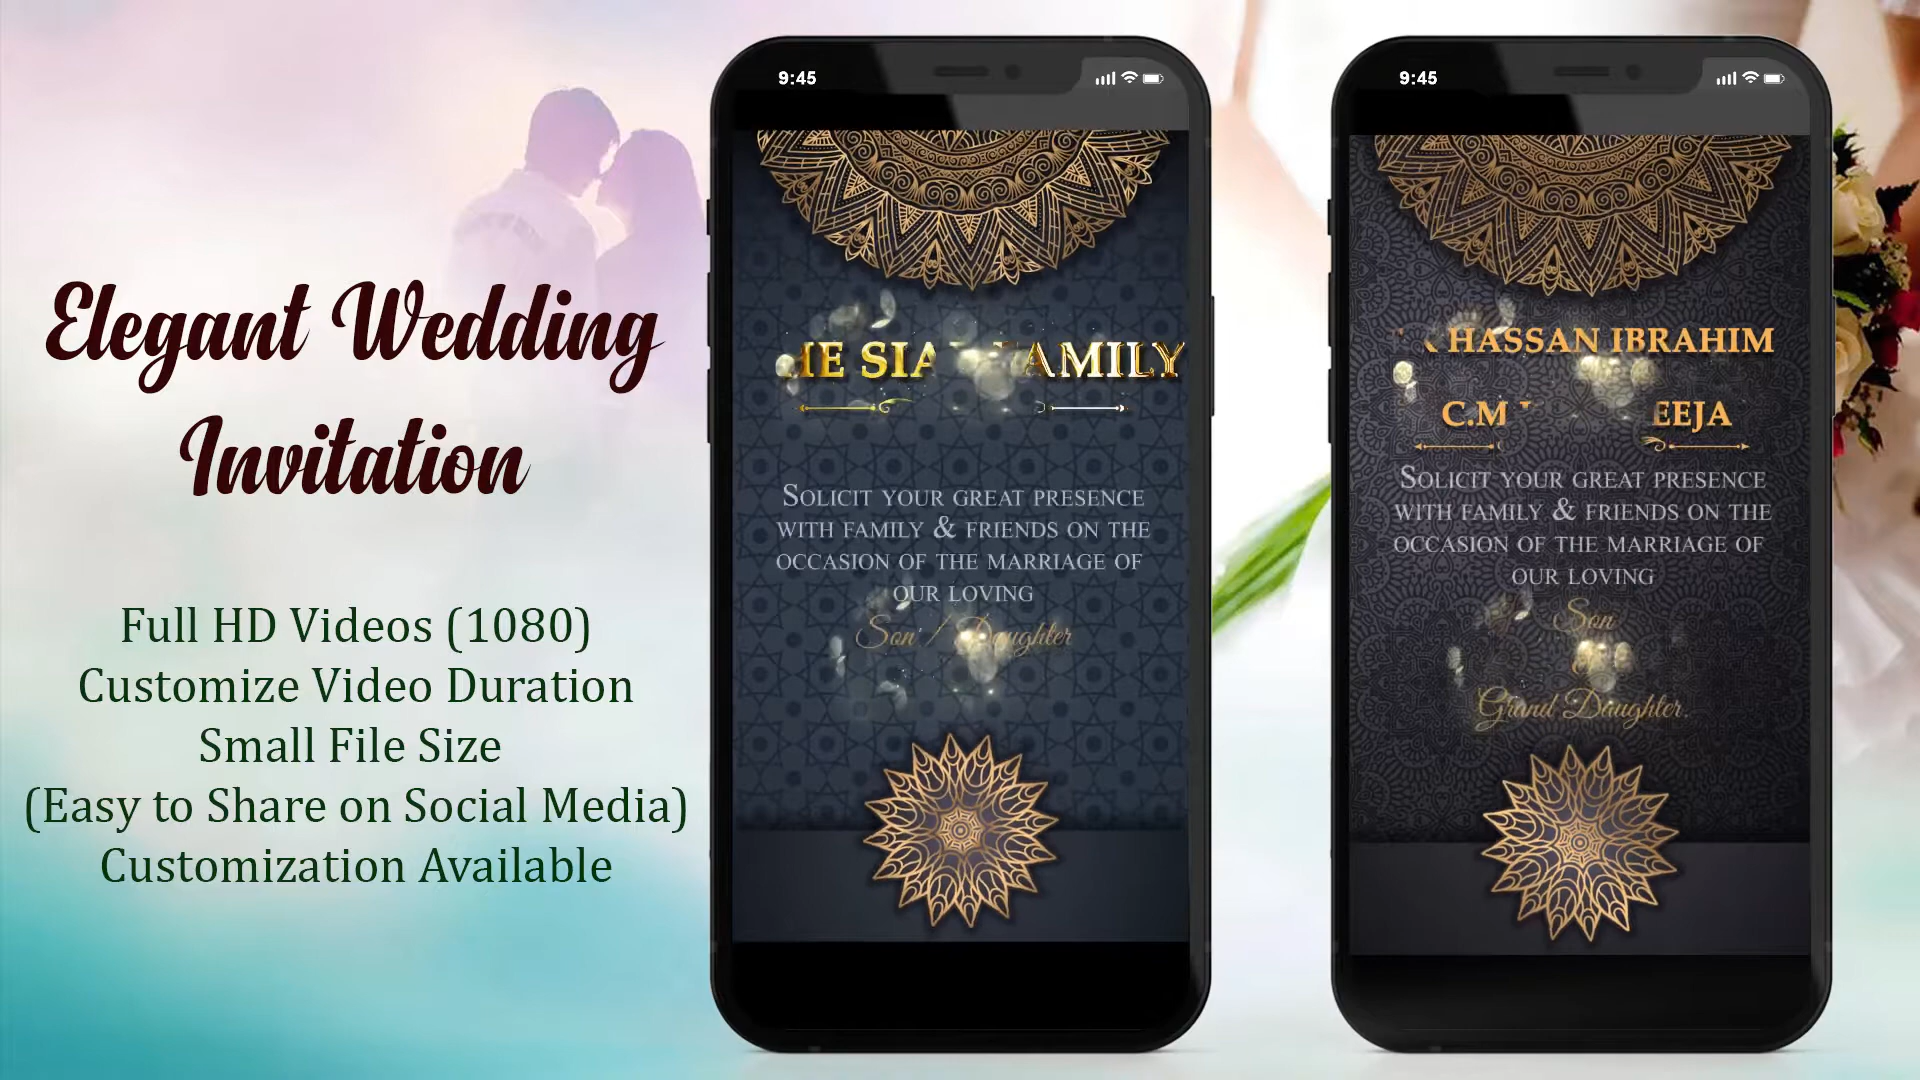 Elegant Wedding
Invitation
Full HD Videos (1080)
Customize Video Duration
Small File Size
(Easy to Share on Social Media)
Customization Available
9:45
FAMILY
SOLICIT YOUR GREAT PRESENCE
WITH FAMILY & FRIENDS ON THE
OCCASION OF THE MARRIAGE OF
OUR LOVING
Son / Daughter
9:45
HASSAN IBRAHIM
C.M
SOLICIT YOUR GREAT PRESENCE
WITH FAMILY & FRIENDS ON THE
OCCASION OF THE MARRIAGE OF
OUR LOVING
Son
Grand Daughter.